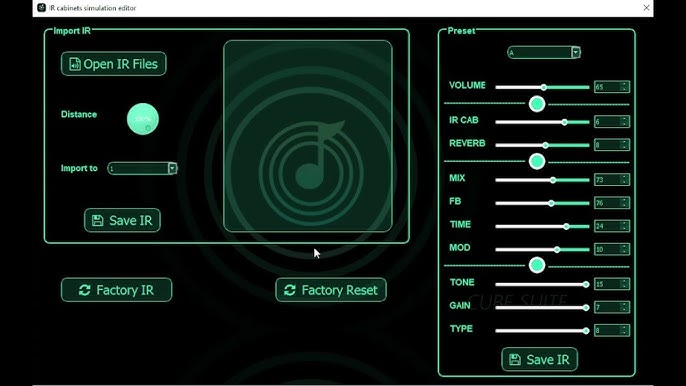 IR cabinets simulation editor
Import IR
Open IR Files
Distance
Import to
1
Save IR
Factory IR
Factory Reset
Preset
A
VOLUME 65
IR CAB 6
REVERB 8
MIX 73
FB 76
TIME 24
MOD 10
TONE 15
CUBE SUITE
GAIN 7
TYPE 8
Save IR